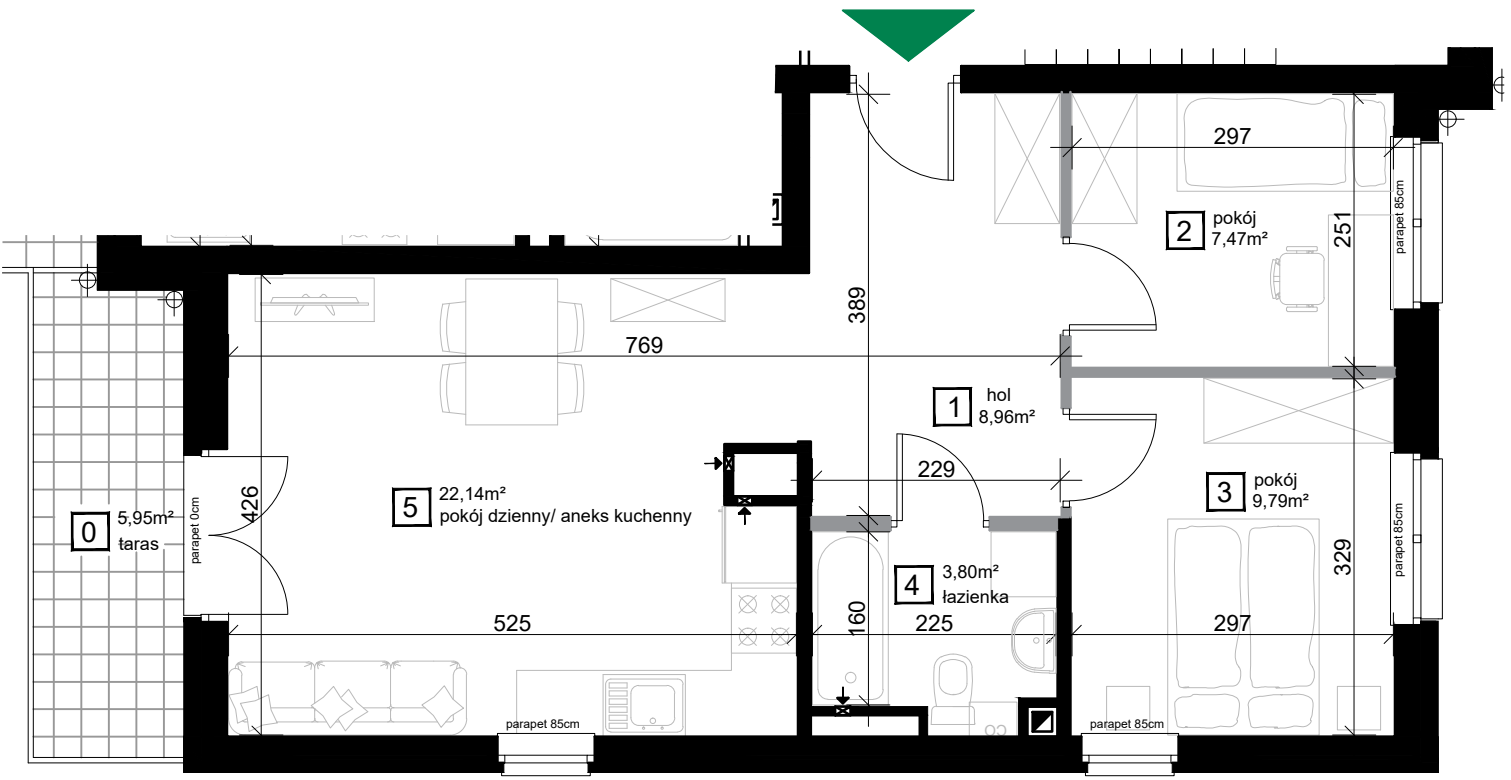 297
2 pokój
7,47m²
251
parapet 85cm
389
769
1 hol
8,96m²
229
426
5 22,14m²
pokój dzienny/ aneks kuchenny
3 pokój
9,79m²
0 5,95m²
taras
parapet 0cm
parapet 85cm
329
4 3,80m²
łazienka
160
525
225
297
parapet 85cm
parapet 85cm